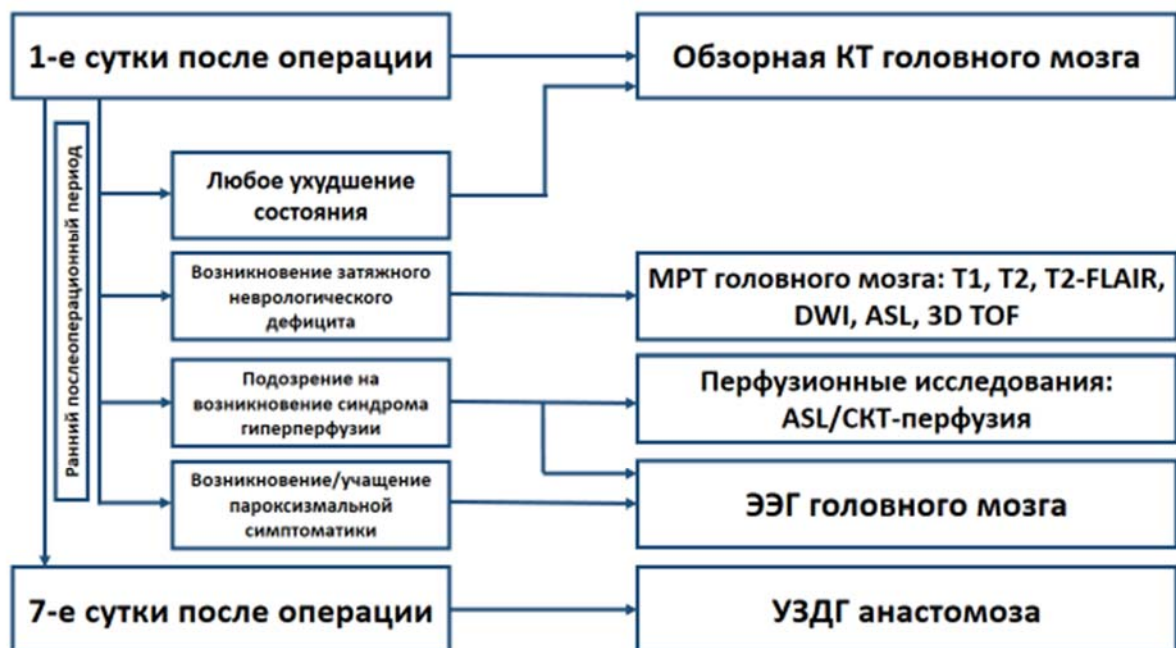 1-е сутки после операции
Обзорная КТ головного мозга
Ранний послеоперационный период
Любое ухудшение
состояния
Возникновение затяжного
неврологического
дефицита
МРТ головного мозга: Т1, Т2, T2-FLAIR,
DWI, ASL, 3D TOF
Подозрение на
возникновение синдрома
гиперперфузии
Перфузионные исследования:
ASL/СКТ-перфузия
Возникновение/учащение
пароксизмальной
симптоматики
ЭЭГ головного мозга
7-е сутки после операции
УЗДГ анастомоза